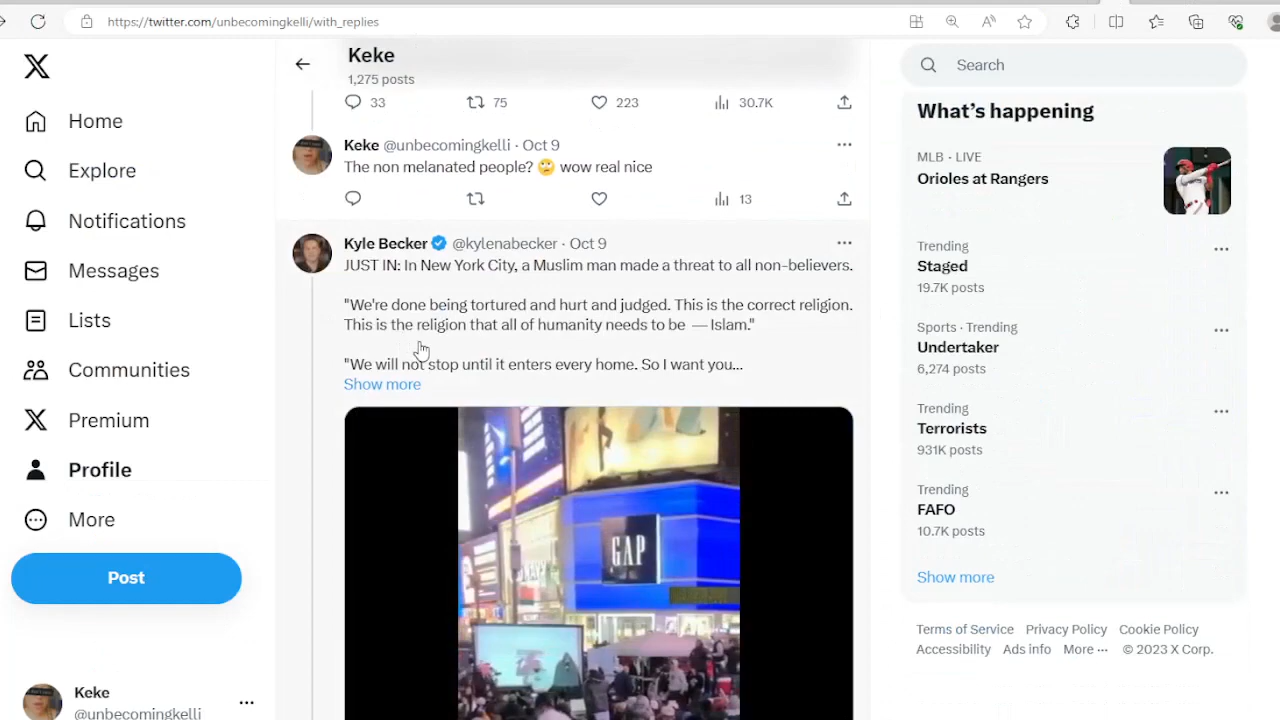 https://twitter.com/unbecomingkelli/with_replies
Home
Explore
Notifications
Messages
Lists
Communities
Premium
Profile
More
Post
Keke
@unbecomingkelli
Keke
1,275 posts
33 75 223 30.7K
Keke @unbecomingkelli · Oct 9
The non melanated people? 🙄 wow real nice
13
Kyle Becker @kylenabecker · Oct 9
JUST IN: In New York City, a Muslim man made a threat to all non-believers.
"We're done being tortured and hurt and judged. This is the correct religion.
This is the religion that all of humanity needs to be — Islam."
"We will not stop until it enters every home. So I want you...
Show more
GAP
Search
What's happening
MLB · LIVE
Orioles at Rangers
Trending
Staged
19.7K posts
Sports · Trending
Undertaker
6,274 posts
Trending
Terrorists
931K posts
Trending
FAFO
10.7K posts
Show more
Terms of Service Privacy Policy Cookie Policy
Accessibility Ads info More ··· © 2023 X Corp.